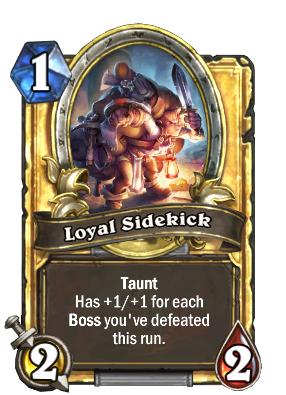 1
Loyal Sidekick
Taunt
Has +1/+1 for each
Boss you've defeated
this run.
2
2